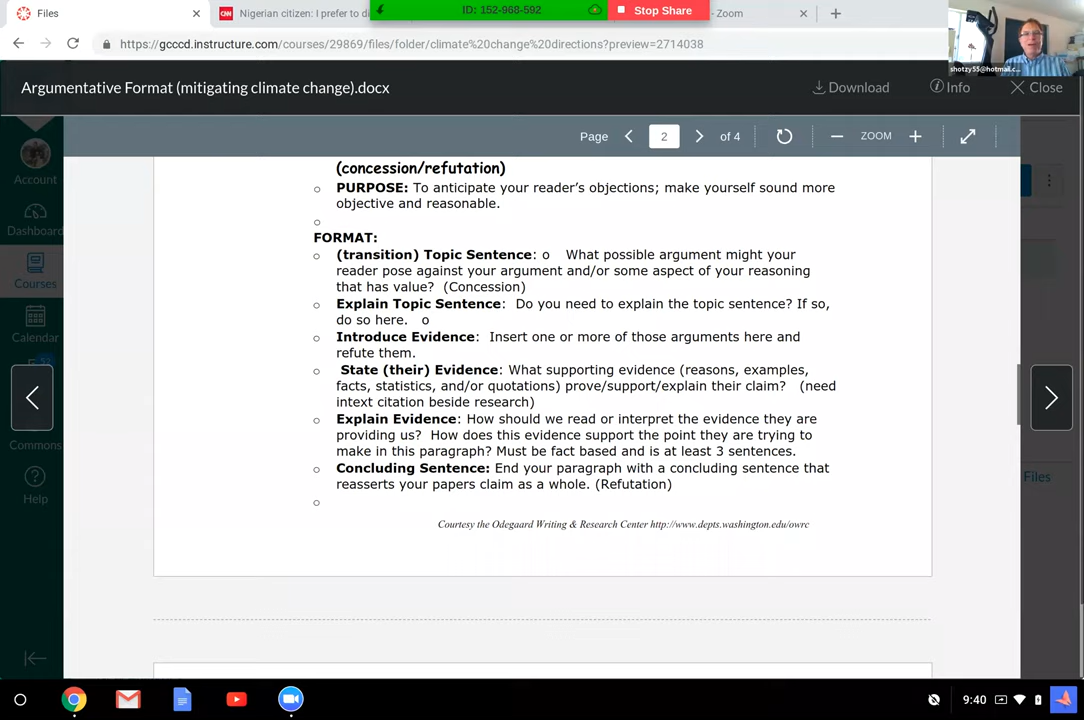 Files
Nigerian citizen: I prefer to d
ID: 152-968-592
Stop Share
- Zoom
https://gcccd.instructure.com/courses/29869/files/folder/climate%20change%20directions?preview=2714038
shotzy55@hotmail.c...
Argumentative Format (mitigating climate change).docx
Download
Info
Close
Page
2
of 4
ZOOM
Account
Dashboard
Courses
Calendar
Commons
Help
Files
(concession/refutation)
PURPOSE: To anticipate your reader's objections; make yourself sound more
objective and reasonable.
FORMAT:
(transition) Topic Sentence: o What possible argument might your
reader pose against your argument and/or some aspect of your reasoning
that has value? (Concession)
Explain Topic Sentence: Do you need to explain the topic sentence? If so,
do so here. o
Introduce Evidence: Insert one or more of those arguments here and
refute them.
State (their) Evidence: What supporting evidence (reasons, examples,
facts, statistics, and/or quotations) prove/support/explain their claim? (need
intext citation beside research)
Explain Evidence: How should we read or interpret the evidence they are
providing us? How does this evidence support the point they are trying to
make in this paragraph? Must be fact based and is at least 3 sentences.
Concluding Sentence: End your paragraph with a concluding sentence that
reasserts your papers claim as a whole. (Refutation)
Courtesy the Odegaard Writing & Research Center http://www.depts.washington.edu/owrc
9:40